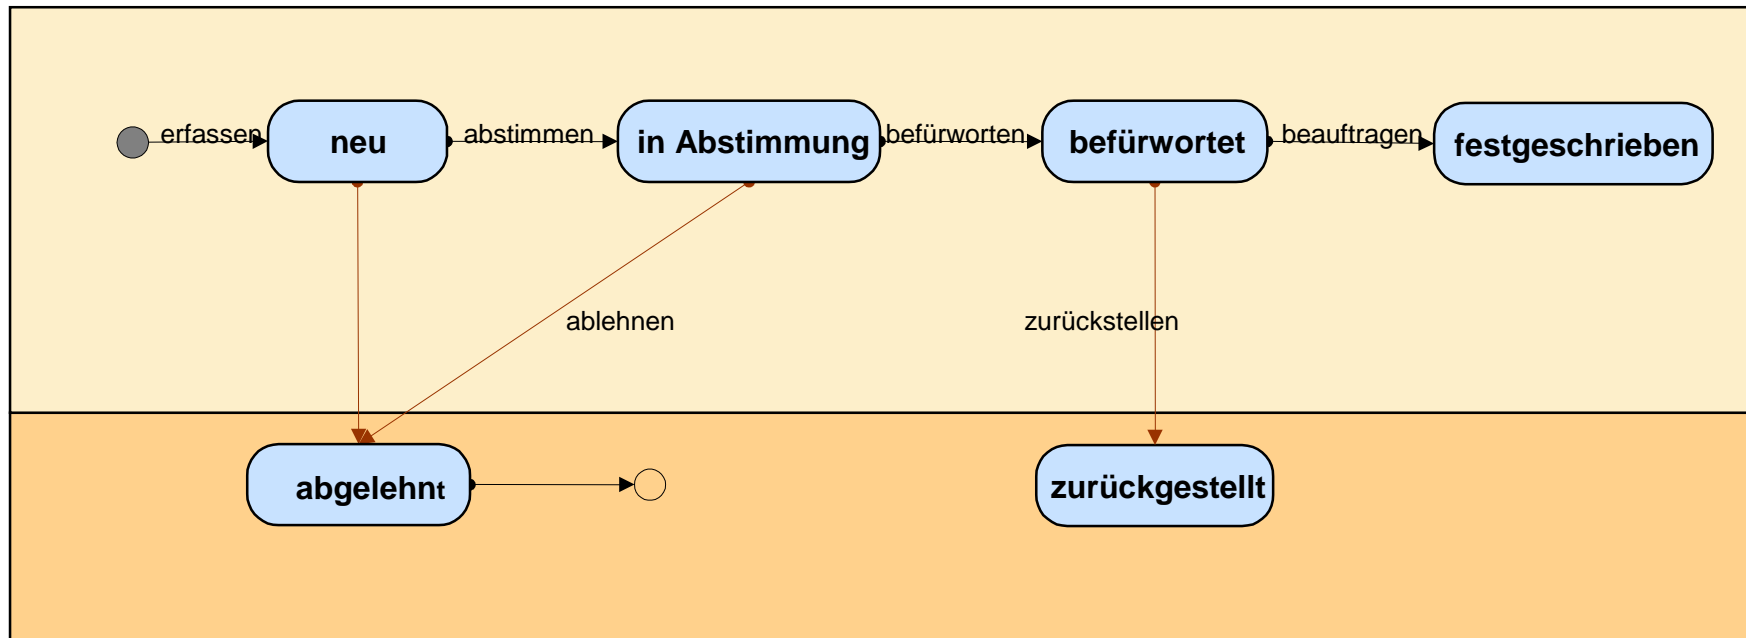 erfassen
neu
abstimmen
in Abstimmung
befürworten
befürwortet
beauftragen
festgeschrieben
ablehnen
zurückstellen
abgelehnt
zurückgestellt